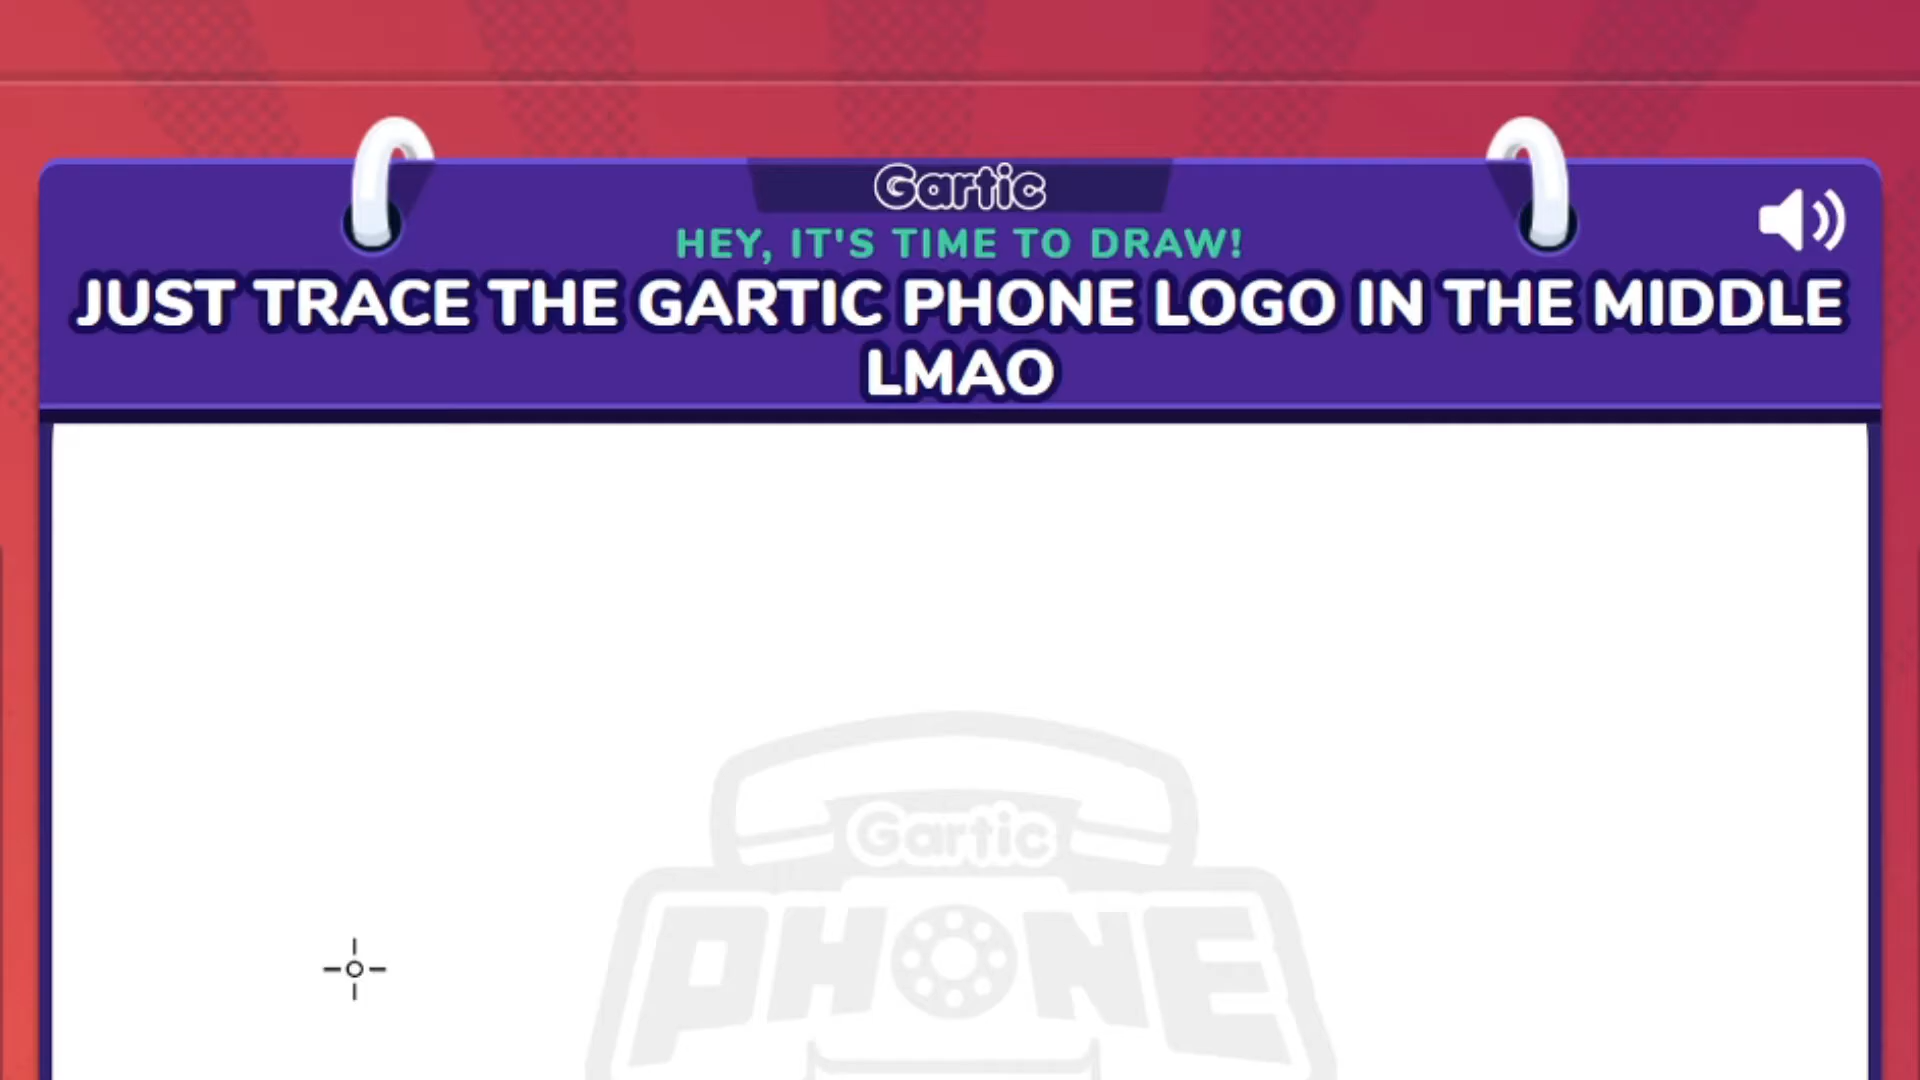 Gartic
HEY, IT'S TIME TO DRAW!
JUST TRACE THE GARTIC PHONE LOGO IN THE MIDDLE
LMAO
Gartic
PHONE